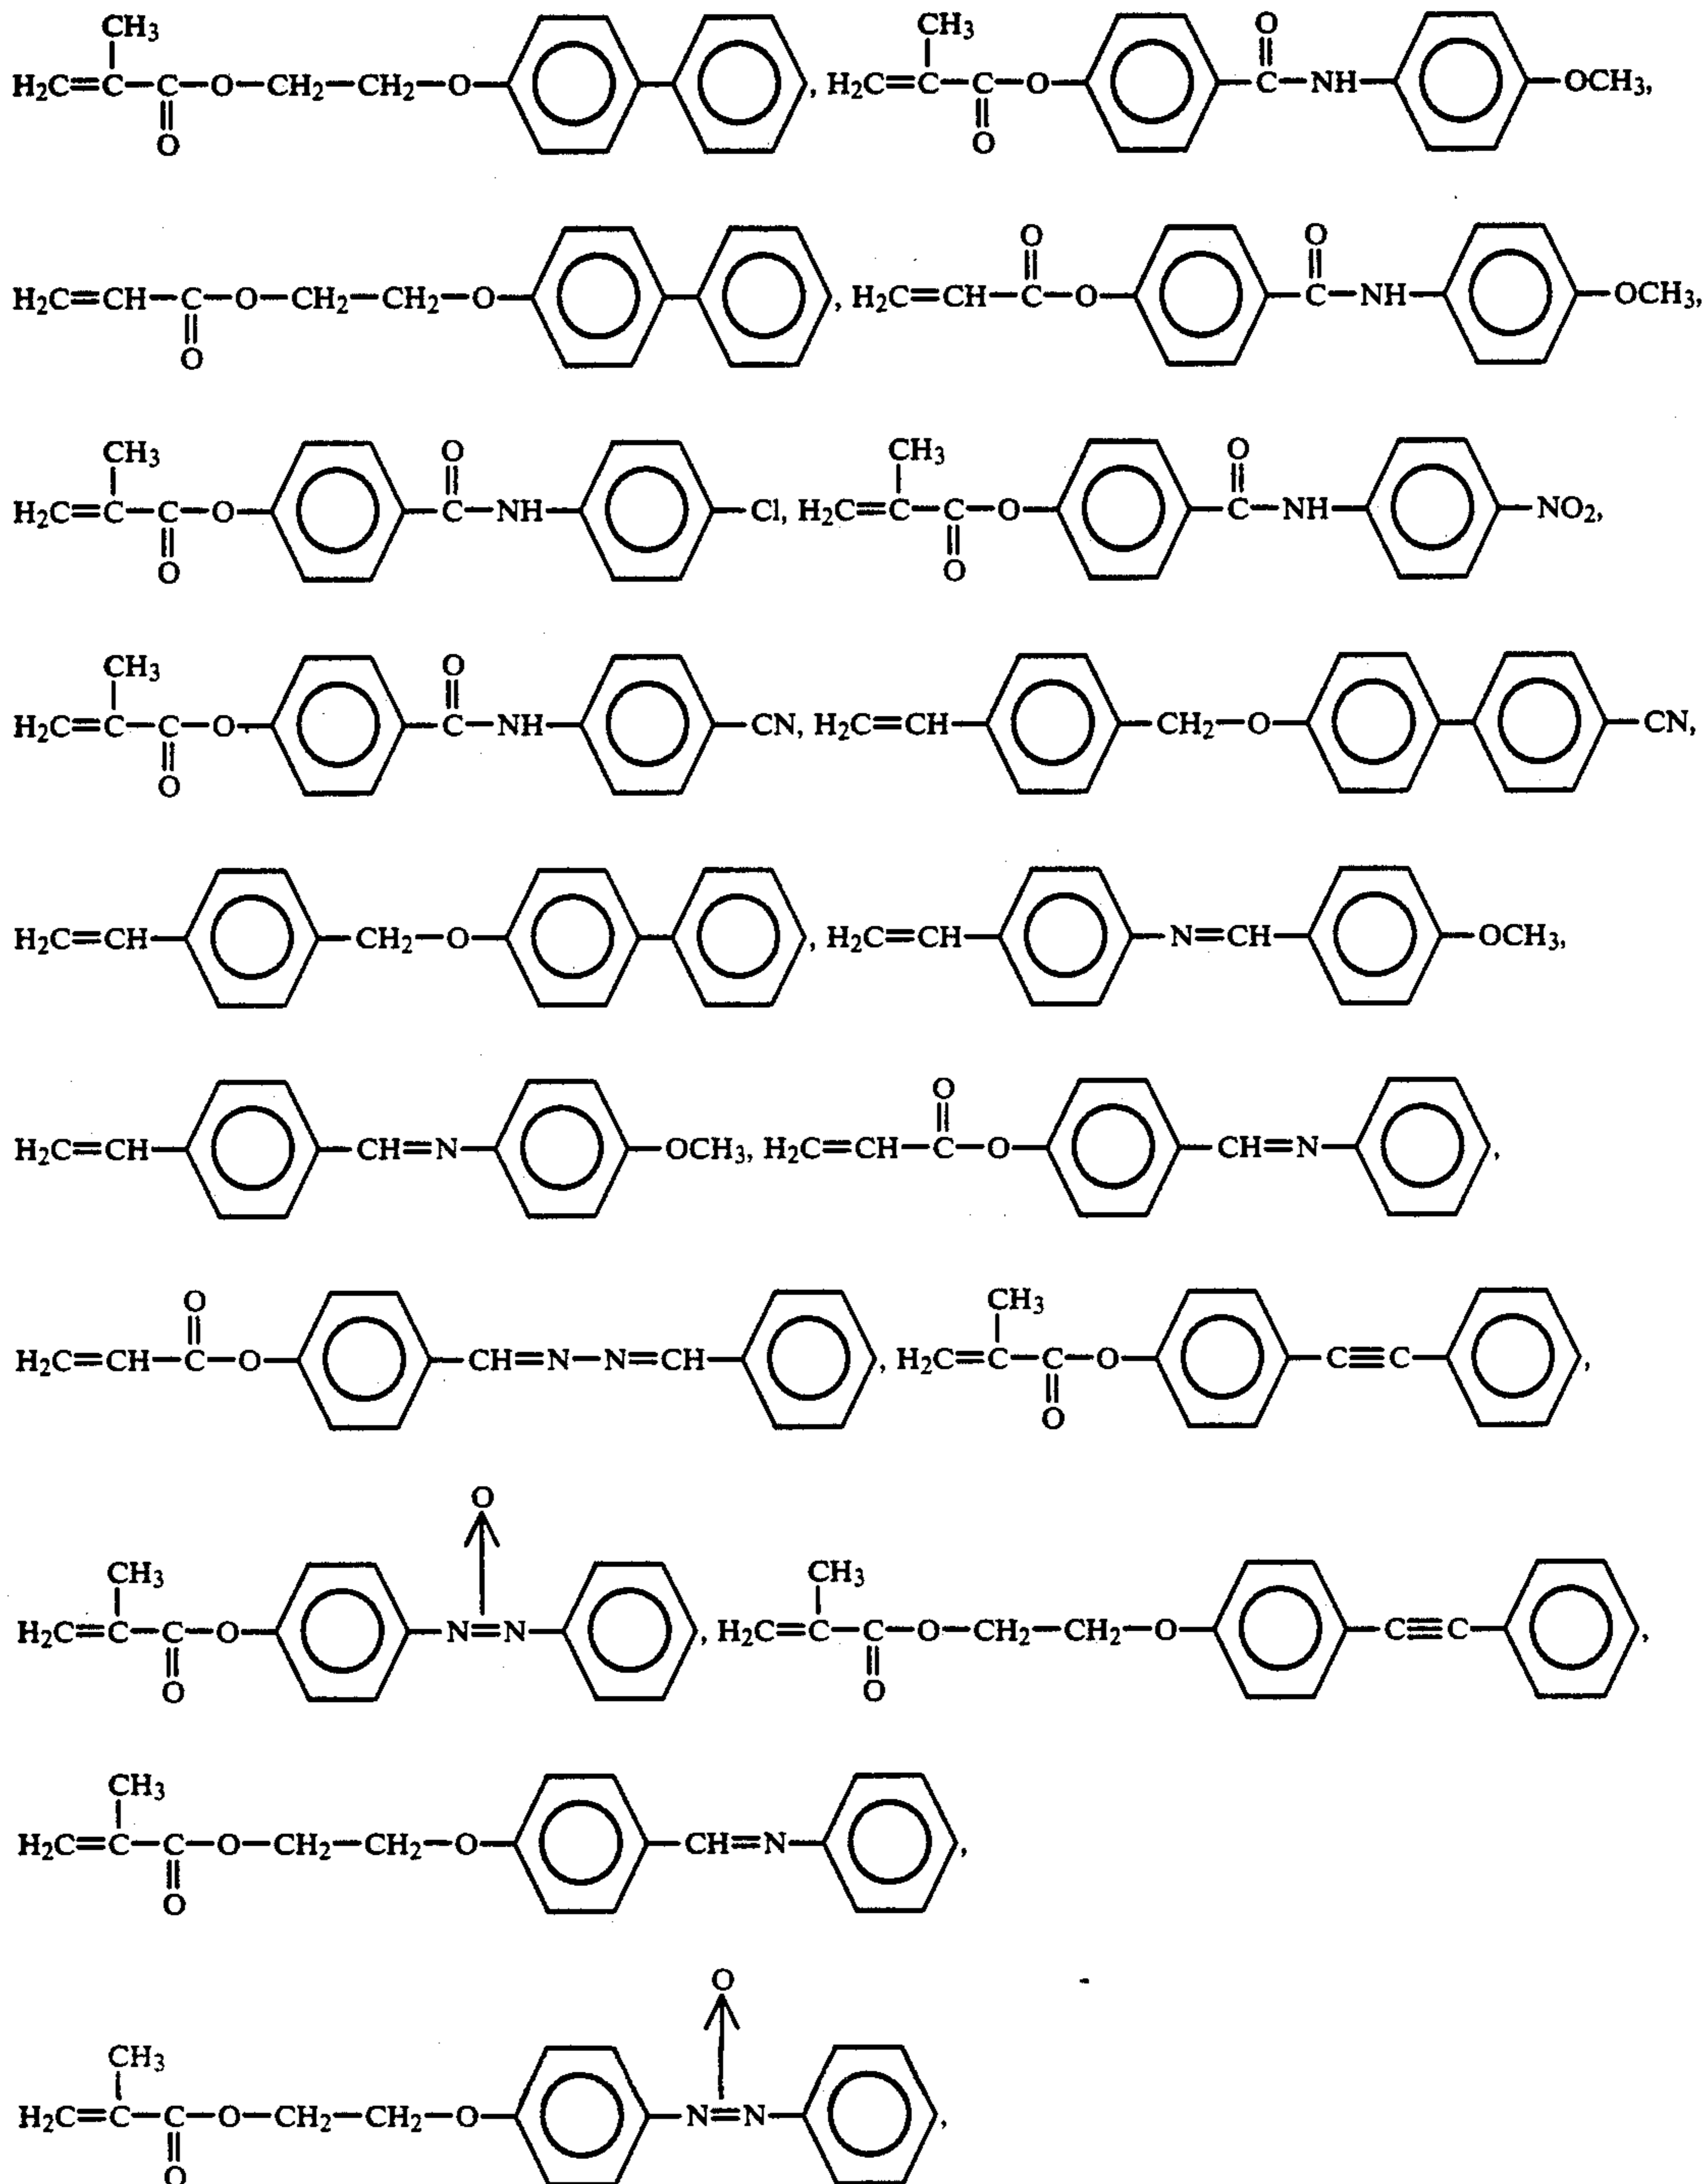 CH3 CH3 O
H2C=C-C-O-CH2-CH2-O-, H2C=C-C-O-C-NH-OCH3,
O O
O O
H2C=CH-C-O-CH2-CH2-O-, H2C=CH-C-O-C-NH-OCH3,
O
CH3 O CH3 O
H2C=C-C-O-C-NH-Cl, H2C=C-C-O-C-NH-NO2,
O O
CH3 O
H2C=C-C-O-C-NH-CN, H2C=CH-CH2-O-CN,
O
H2C=CH-CH2-O-, H2C=CH-N=CH-OCH3,
O
H2C=CH-CH=N-OCH3, H2C=CH-C-O-CH=N-,
O CH3
H2C=CH-C-O-CH=N-N=CH-, H2C=C-C-O-C≡C-,
O
O
CH3 CH3
H2C=C-C-O-N=N-, H2C=C-C-O-CH2-CH2-O-C≡C-,
O O
CH3
H2C=C-C-O-CH2-CH2-O-CH=N-,
O
O
CH3
H2C=C-C-O-CH2-CH2-O-N=N-,
O